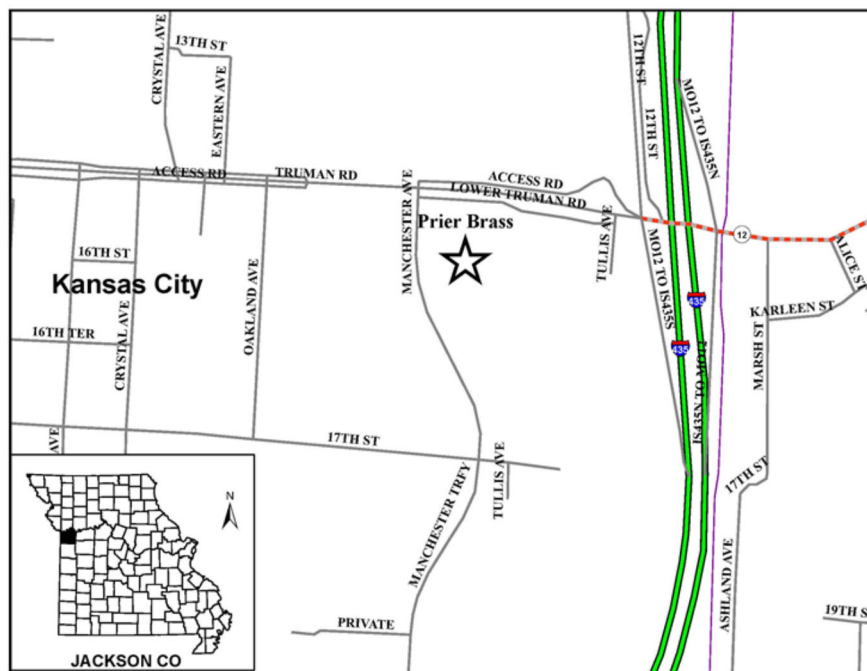 13TH ST
CRYSTAL AVE
EASTERN AVE
12TH ST
12TH ST
MO12 TO IS435N
ACCESS RD
TRUMAN RD
ACCESS RD
LOWER TRUMAN RD
MANCHESTER AVE
Prier Brass
TULLIS AVE
12
ALICE ST
16TH ST
Kansas City
OAKLAND AVE
MO12 TO IS435S
435
KARLEEN ST
16TH TER
CRYSTAL AVE
435
IS435N TO MO12
MARSH ST
17TH ST
AVE
TULLIS AVE
17TH ST
MANCHESTER TRFY
ASHLAND AVE
N
PRIVATE
19TH S
JACKSON CO